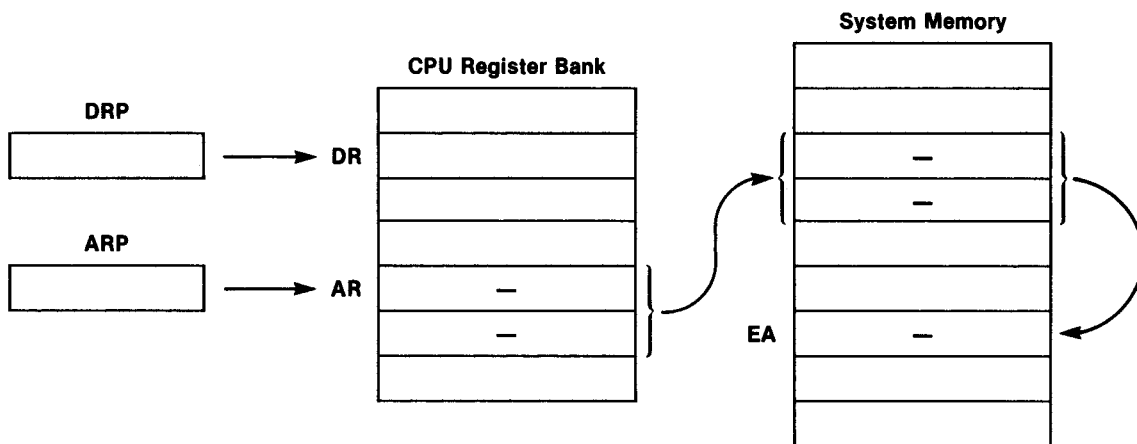 System Memory
CPU Register Bank
DRP
DR
—
—
ARP
AR
—
—
EA
—